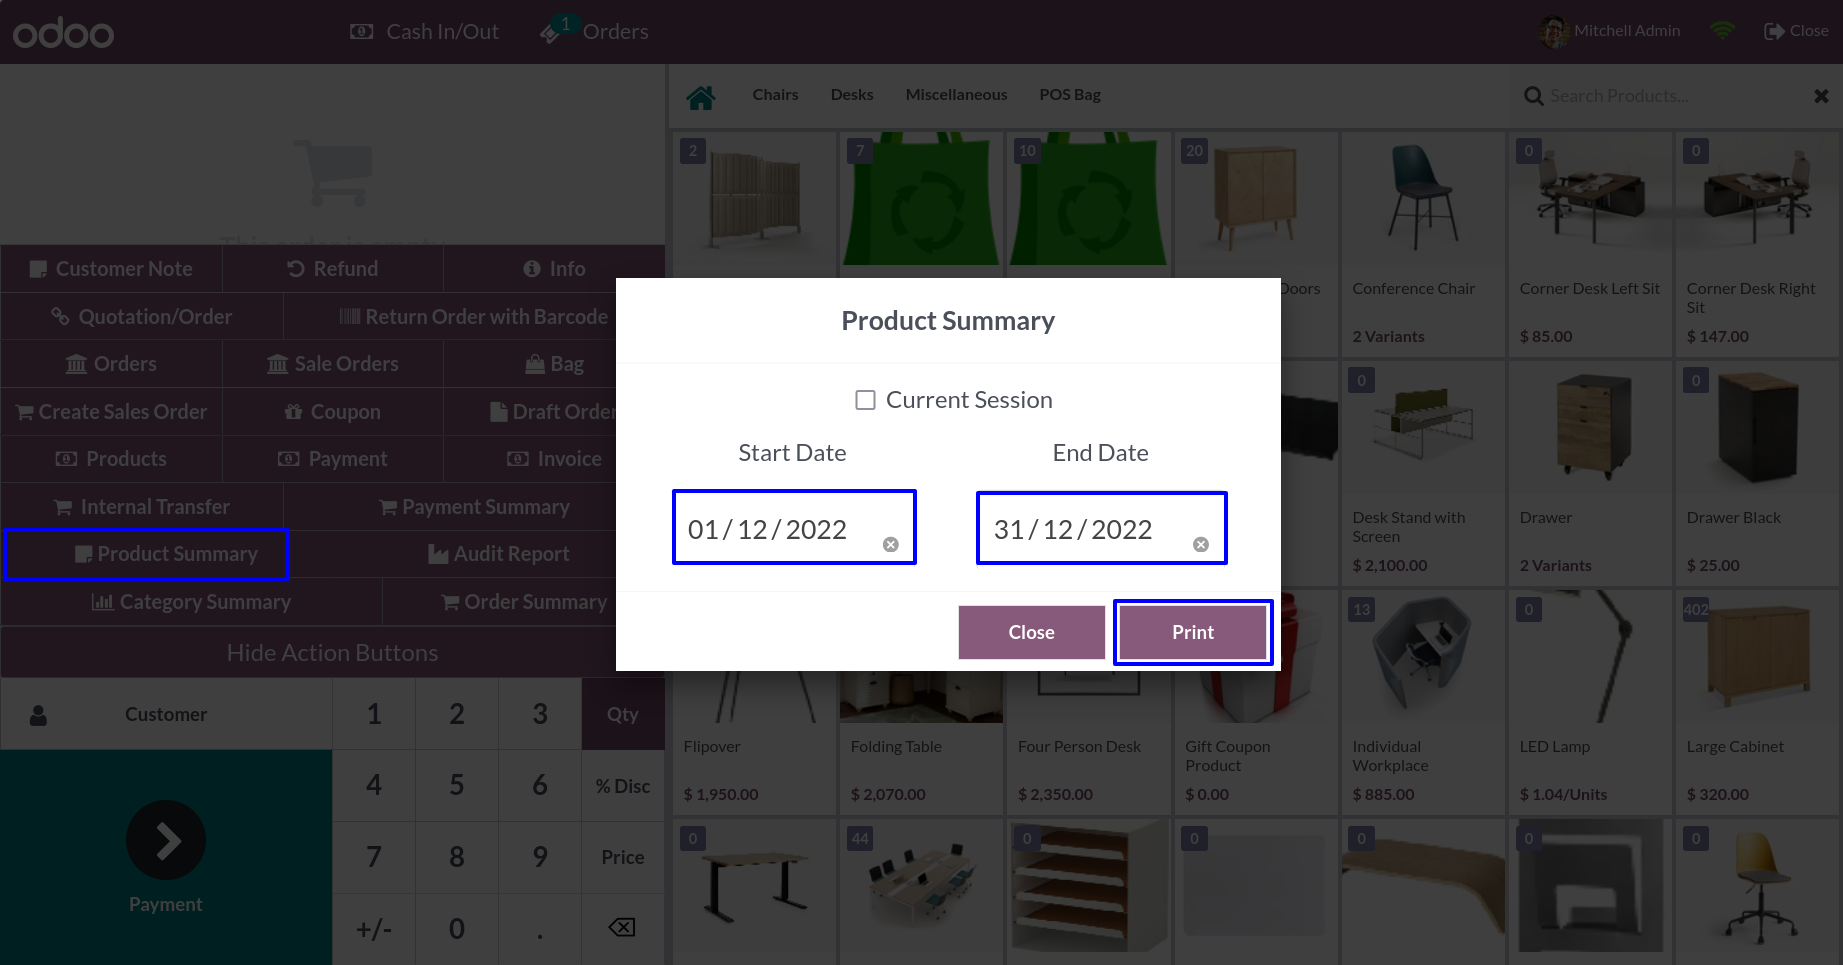 odoo
Cash In/Out
1
Orders
Mitchell Admin
Close
Chairs
Desks
Miscellaneous
POS Bag
Search Products...
This order is empty
Customer Note
Refund
Info
Quotation/Order
Return Order with Barcode
Orders
Sale Orders
Bag
Create Sales Order
Coupon
Draft Order
Products
Payment
Invoice
Internal Transfer
Payment Summary
Product Summary
Audit Report
Category Summary
Order Summary
Hide Action Buttons
Customer
1
2
3
Qty
4
5
6
% Disc
7
8
9
Price
+/-
0
.
Payment
Product Summary
Current Session
Start Date
End Date
01/12/2022
31/12/2022
Close
Print
2
7
10
20
0
0
Doors
Conference Chair
2 Variants
Corner Desk Left Sit
$ 85.00
Corner Desk Right
Sit
$ 147.00
0
0
Desk Stand with
Screen
$ 2,100.00
Drawer
2 Variants
Drawer Black
$ 25.00
13
0
402
Flipover
$ 1,950.00
Folding Table
$ 2,070.00
Four Person Desk
$ 2,350.00
Gift Coupon
Product
$ 0.00
Individual
Workplace
$ 885.00
LED Lamp
$ 1.04/Units
Large Cabinet
$ 320.00
0
44
0
0
0
0
0